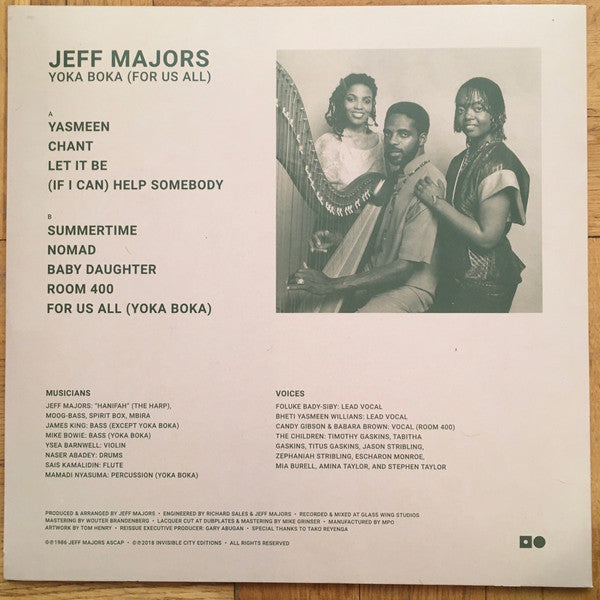 JEFF MAJORS
YOKA BOKA (FOR US ALL)
A
YASMEEN
CHANT
LET IT BE
(IF I CAN) HELP SOMEBODY
B
SUMMERTIME
NOMAD
BABY DAUGHTER
ROOM 400
FOR US ALL (YOKA BOKA)
MUSICIANS
JEFF MAJORS: "HANIFAH" (THE HARP),
MOOG-BASS, SPIRIT BOX, MBIRA
JAMES KING: BASS (EXCEPT YOKA BOKA)
MIKE BOWIE: BASS (YOKA BOKA)
YSEA BARNWELL: VIOLIN
NASER ABADEY: DRUMS
SAIS KAMALIDIN: FLUTE
MAMADI NYASUMA: PERCUSSION (YOKA BOKA)
VOICES
FOLUKE BADY-SIBY: LEAD VOCAL
BHETI YASMEEN WILLIANS: LEAD VOCAL
CANDY GIBSON & BABARA BROWN: VOCAL (ROOM 400)
THE CHILDREN: TIMOTHY GASKINS, TABITHA
GASKINS, TITUS GASKINS, JASON STRIBLING,
ZEPHANIAH STRIBLING, ESCHARON MONROE,
MIA BURELL, AMINA TAYLOR, AND STEPHEN TAYLOR
PRODUCED & ARRANGED BY JEFF MAJORS • ENGINEERED BY RICHARD SALES & JEFF MAJORS • RECORDED & MIXED AT GLASS WING STUDIOS
MASTERING BY WOUTER BRANDENBERG • LACQUER CUT AT DUBPLATES & MASTERING BY MIKE GRINSER • MANUFACTURED BY MPO
ARTWORK BY TOM HENRY • REISSUE EXECUTIVE PRODUCER: GARY ABUGAN • SPECIAL THANKS TO TAKO REYENGA
©℗1986 JEFF MAJORS ASCAP • ©℗2018 INVISIBLE CITY EDITIONS • ALL RIGHTS RESERVED